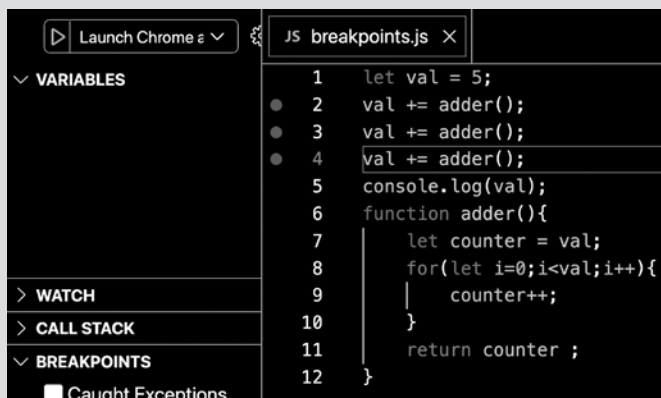 Launch Chrome a
JS breakpoints.js ×
VARIABLES
WATCH
CALL STACK
BREAKPOINTS
Caught Exceptions
1 let val = 5;
2 val += adder();
3 val += adder();
4 val += adder();
5 console.log(val);
6 function adder(){
7 let counter = val;
8 for(let i=0;i<val;i++){
9 counter++;
10 }
11 return counter ;
12 }